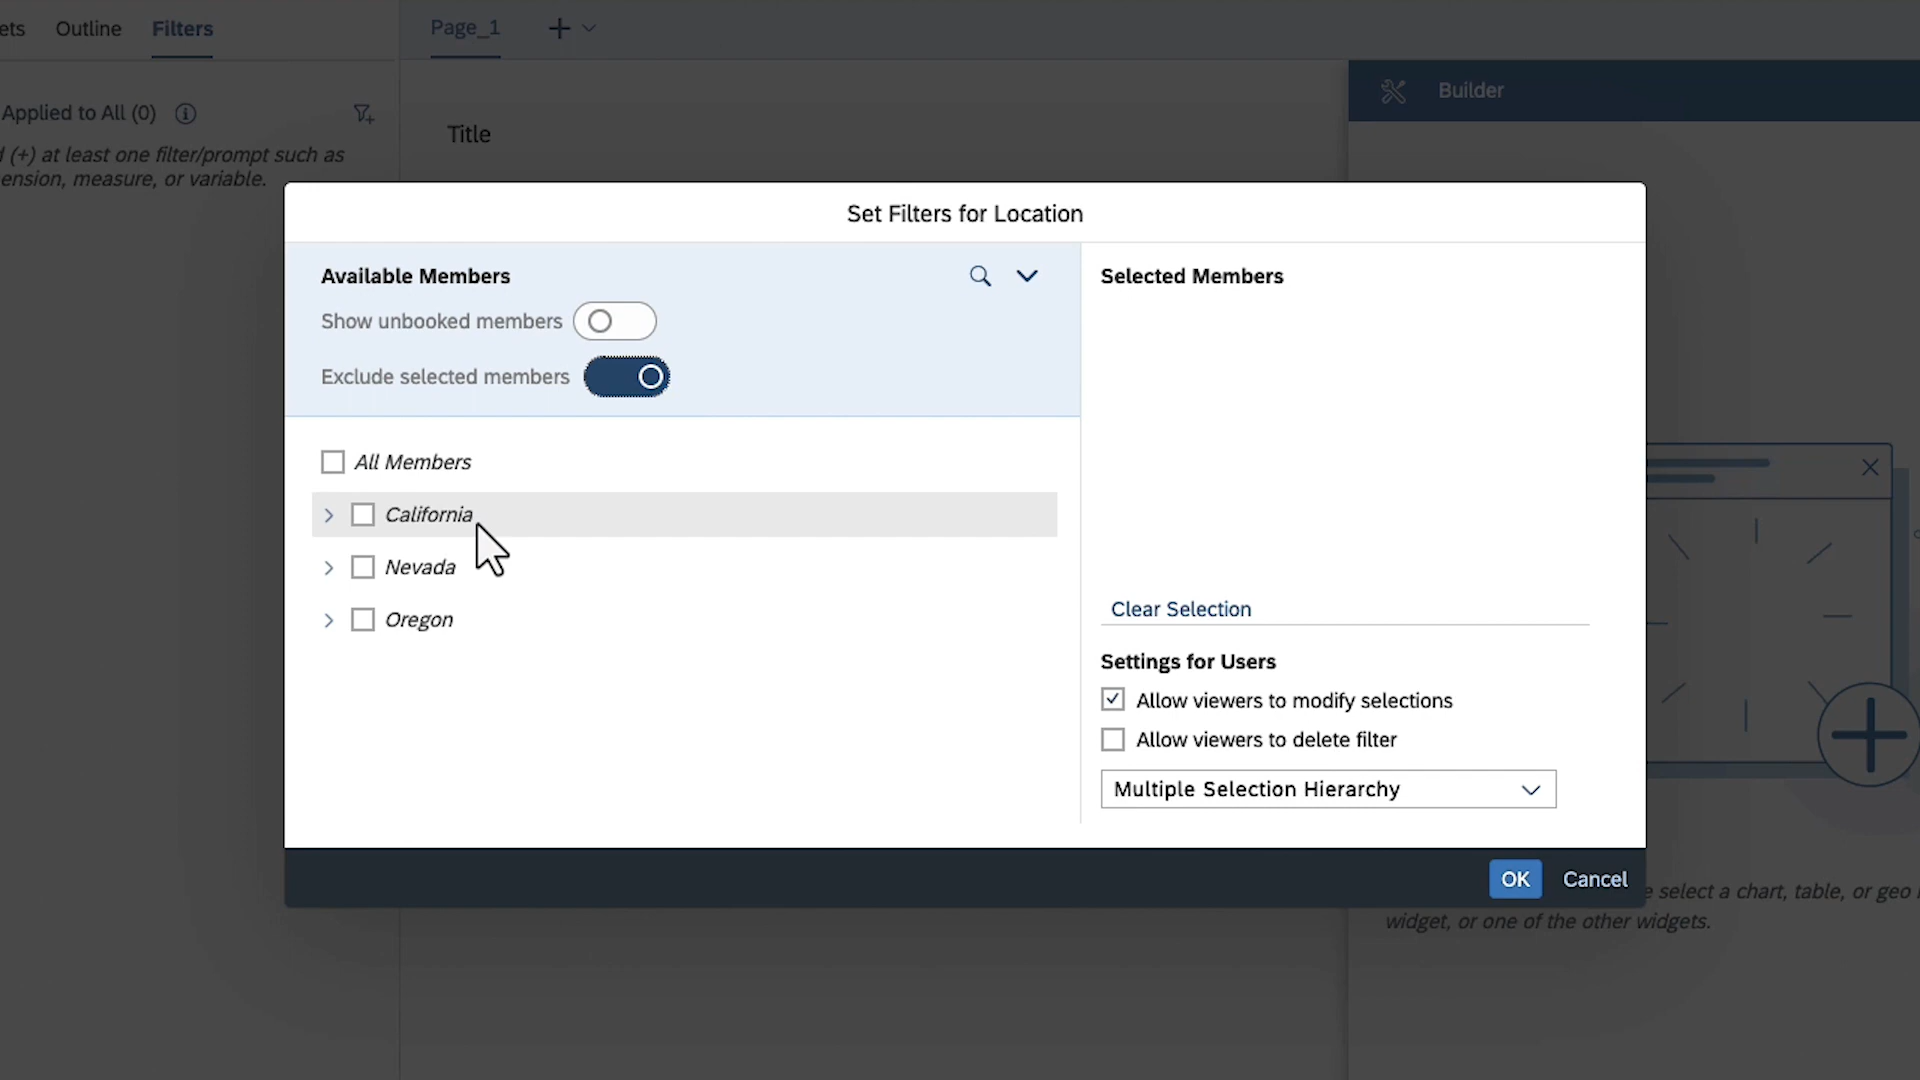 Outline
Filters
Page_1
Applied to All (0)
(+) at least one filter/prompt such as
measure, or variable.
Title
Builder
Set Filters for Location
Available Members
Show unbooked members
Exclude selected members
All Members
California
Nevada
Oregon
Selected Members
Clear Selection
Settings for Users
Allow viewers to modify selections
Allow viewers to delete filter
Multiple Selection Hierarchy
OK
Cancel
select a chart, table, or geo
widget, or one of the other widgets.